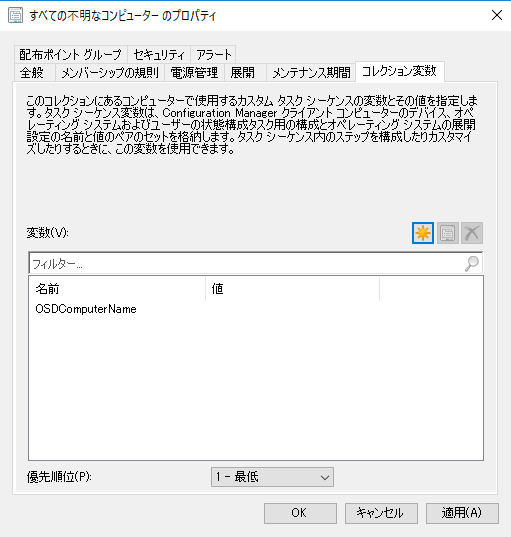 すべての不明なコンピューター のプロパティ
配布ポイント グループ セキュリティ アラート
全般 メンバーシップの規則 電源管理 展開 メンテナンス期間 コレクション変数
このコレクションにあるコンピューターで使用するカスタム タスク シーケンスの変数とその値を指定しま
す。タスク シーケンス変数は、Configuration Manager クライアント コンピューターのデバイス、オペ
レーティング システムおよびユーザーの状態構成タスク用の構成とオペレーティング システムの展開
設定の名前と値のペアのセットを格納します。タスク シーケンス内のステップを構成したりカスタマイ
ズしたりするときに、この変数を使用できます。
変数(V):
フィルター...
名前 値
OSDComputerName
優先順位(P): 1 - 最低
OK キャンセル 適用(A)